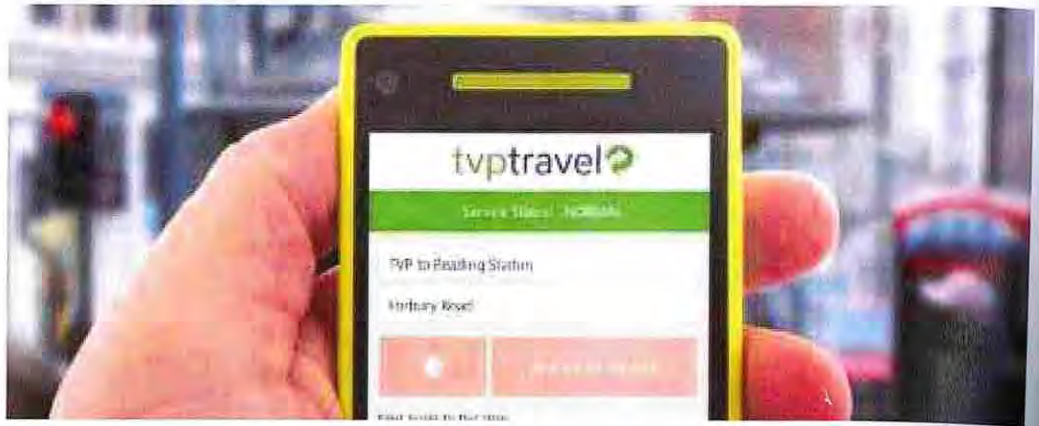 tvptravel
Service Status: NORMAL
TVP to Reading Station
Forbury Road